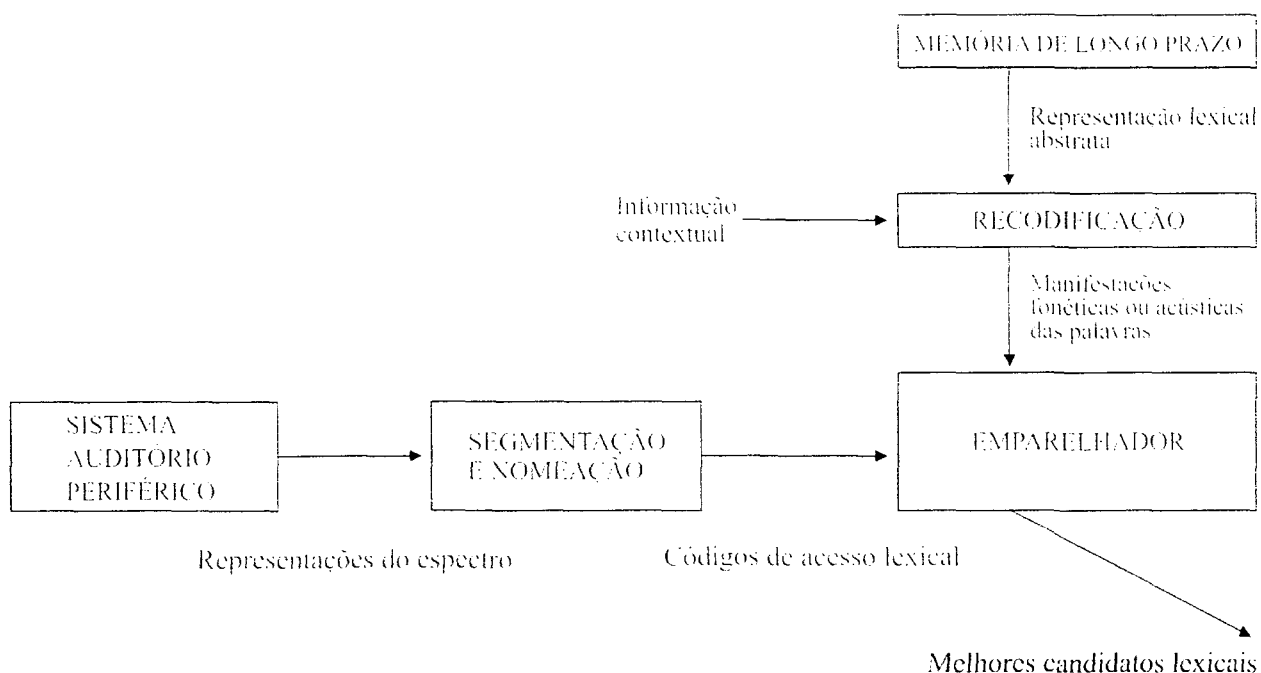 MEMÓRIA DE LONGO PRAZO
Representação lexical
abstrata
Informação
contextual
RECODIFICAÇÃO
Manifestações
fonéticas ou acústicas
das palavras
SISTEMA
AUDITÓRIO
PERIFÉRICO
SEGMENTAÇÃO
E NOMEAÇÃO
EMPARELHADOR
Representações do espectro
Códigos de acesso lexical
Melhores candidatos lexicais